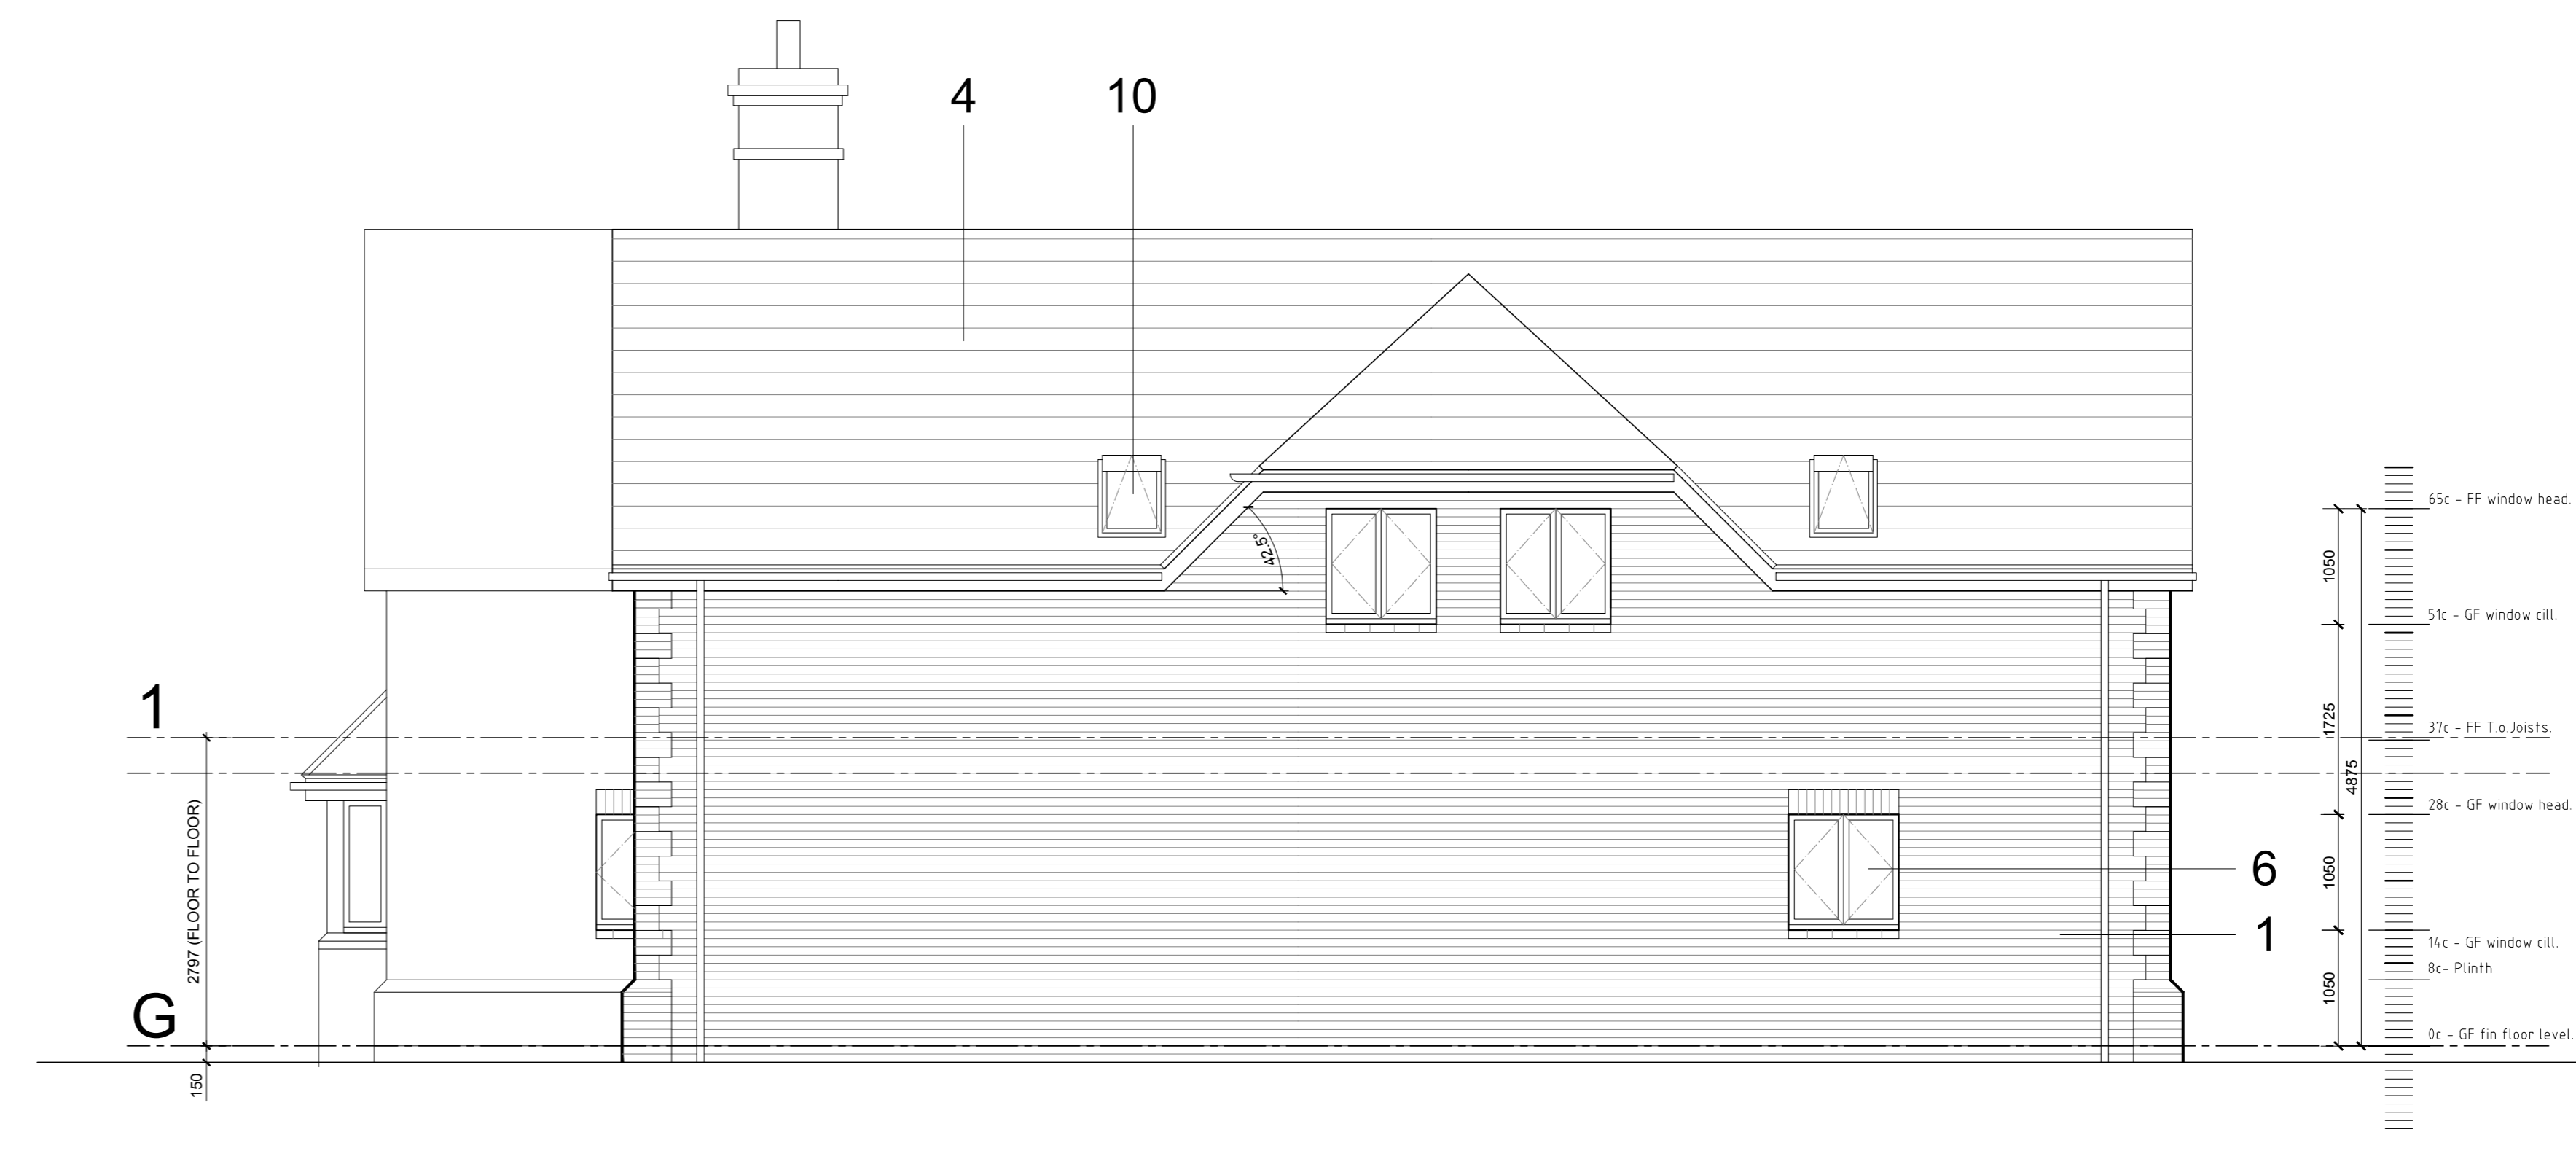 4
10
42.5°
65c - FF window head.
1050
51c - GF window cill.
1
1725
37c - FF T.o.Joists.
4875
2797 (FLOOR TO FLOOR)
28c - GF window head.
6
1050
1
14c - GF window cill.
8c- Plinth
1050
G
0c - GF fin floor level.
150